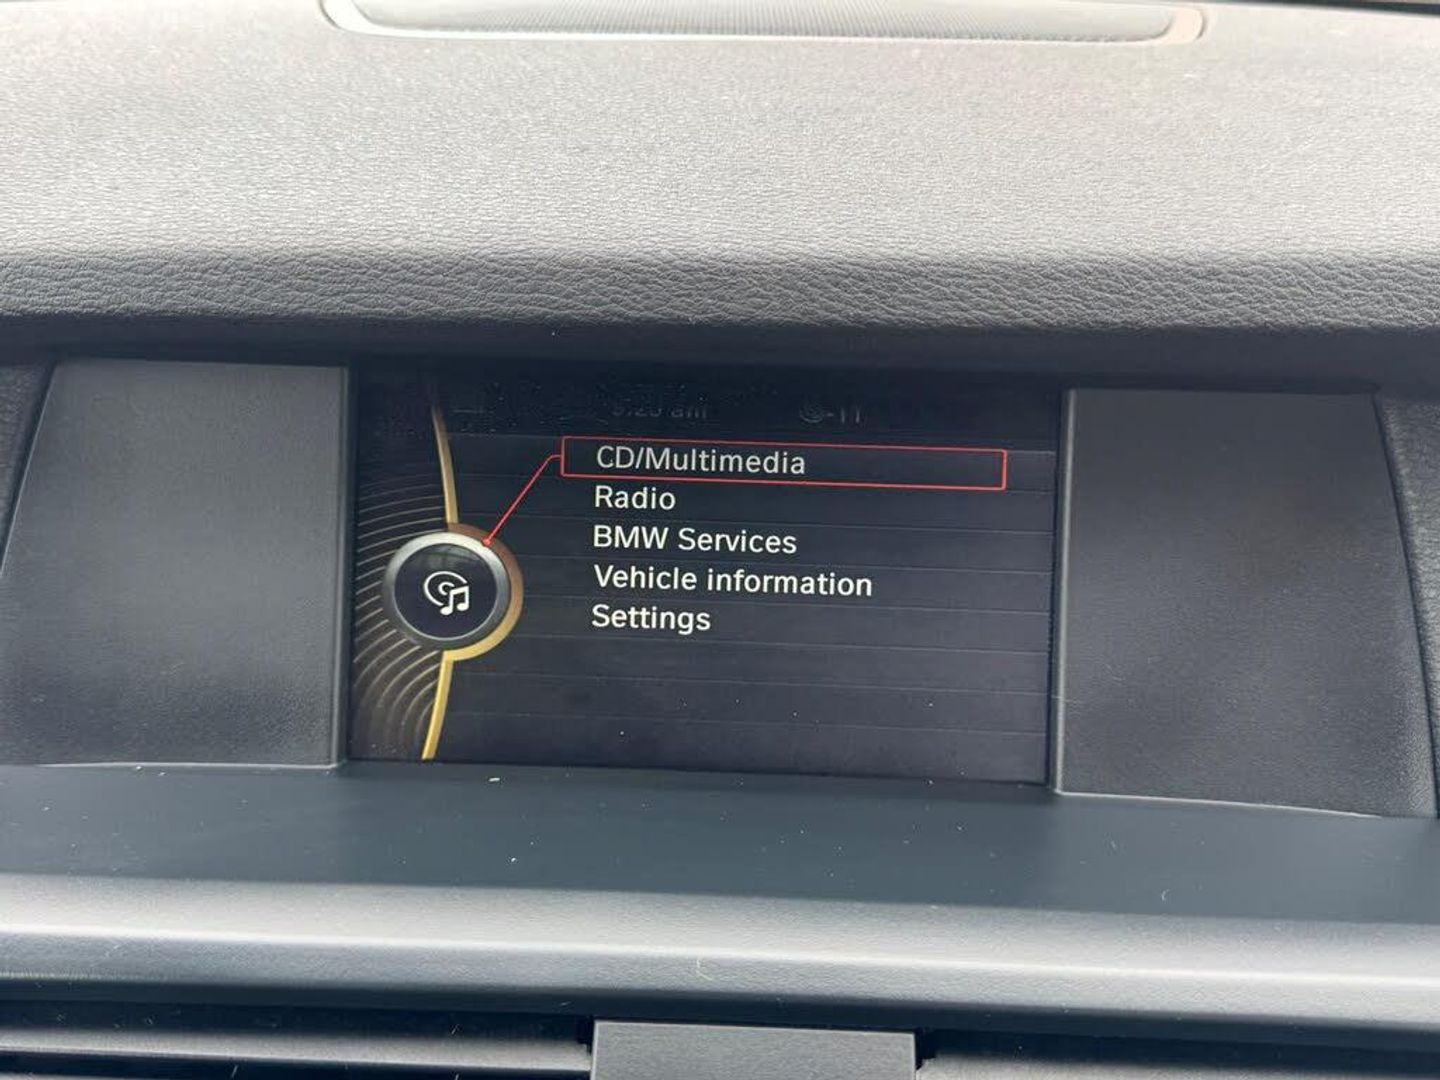 CD/Multimedia
Radio
BMW Services
Vehicle information
Settings